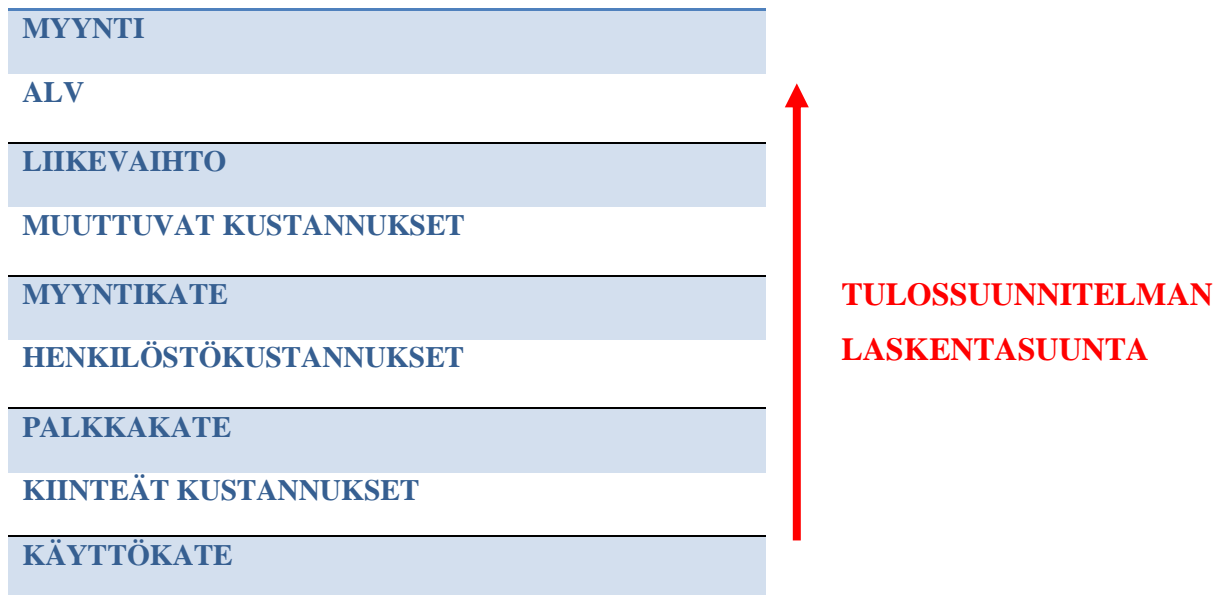 MYYNTI
ALV
LIIKEVAIHTO
MUUTTUVAT KUSTANNUKSET
MYYNTIKATE
HENKILÖSTÖKUSTANNUKSET
PALKKAKATE
KIINTEÄT KUSTANNUKSET
KÄYTTÖKATE
TULOSSUUNNITELMAN
LASKENTASUUNTA